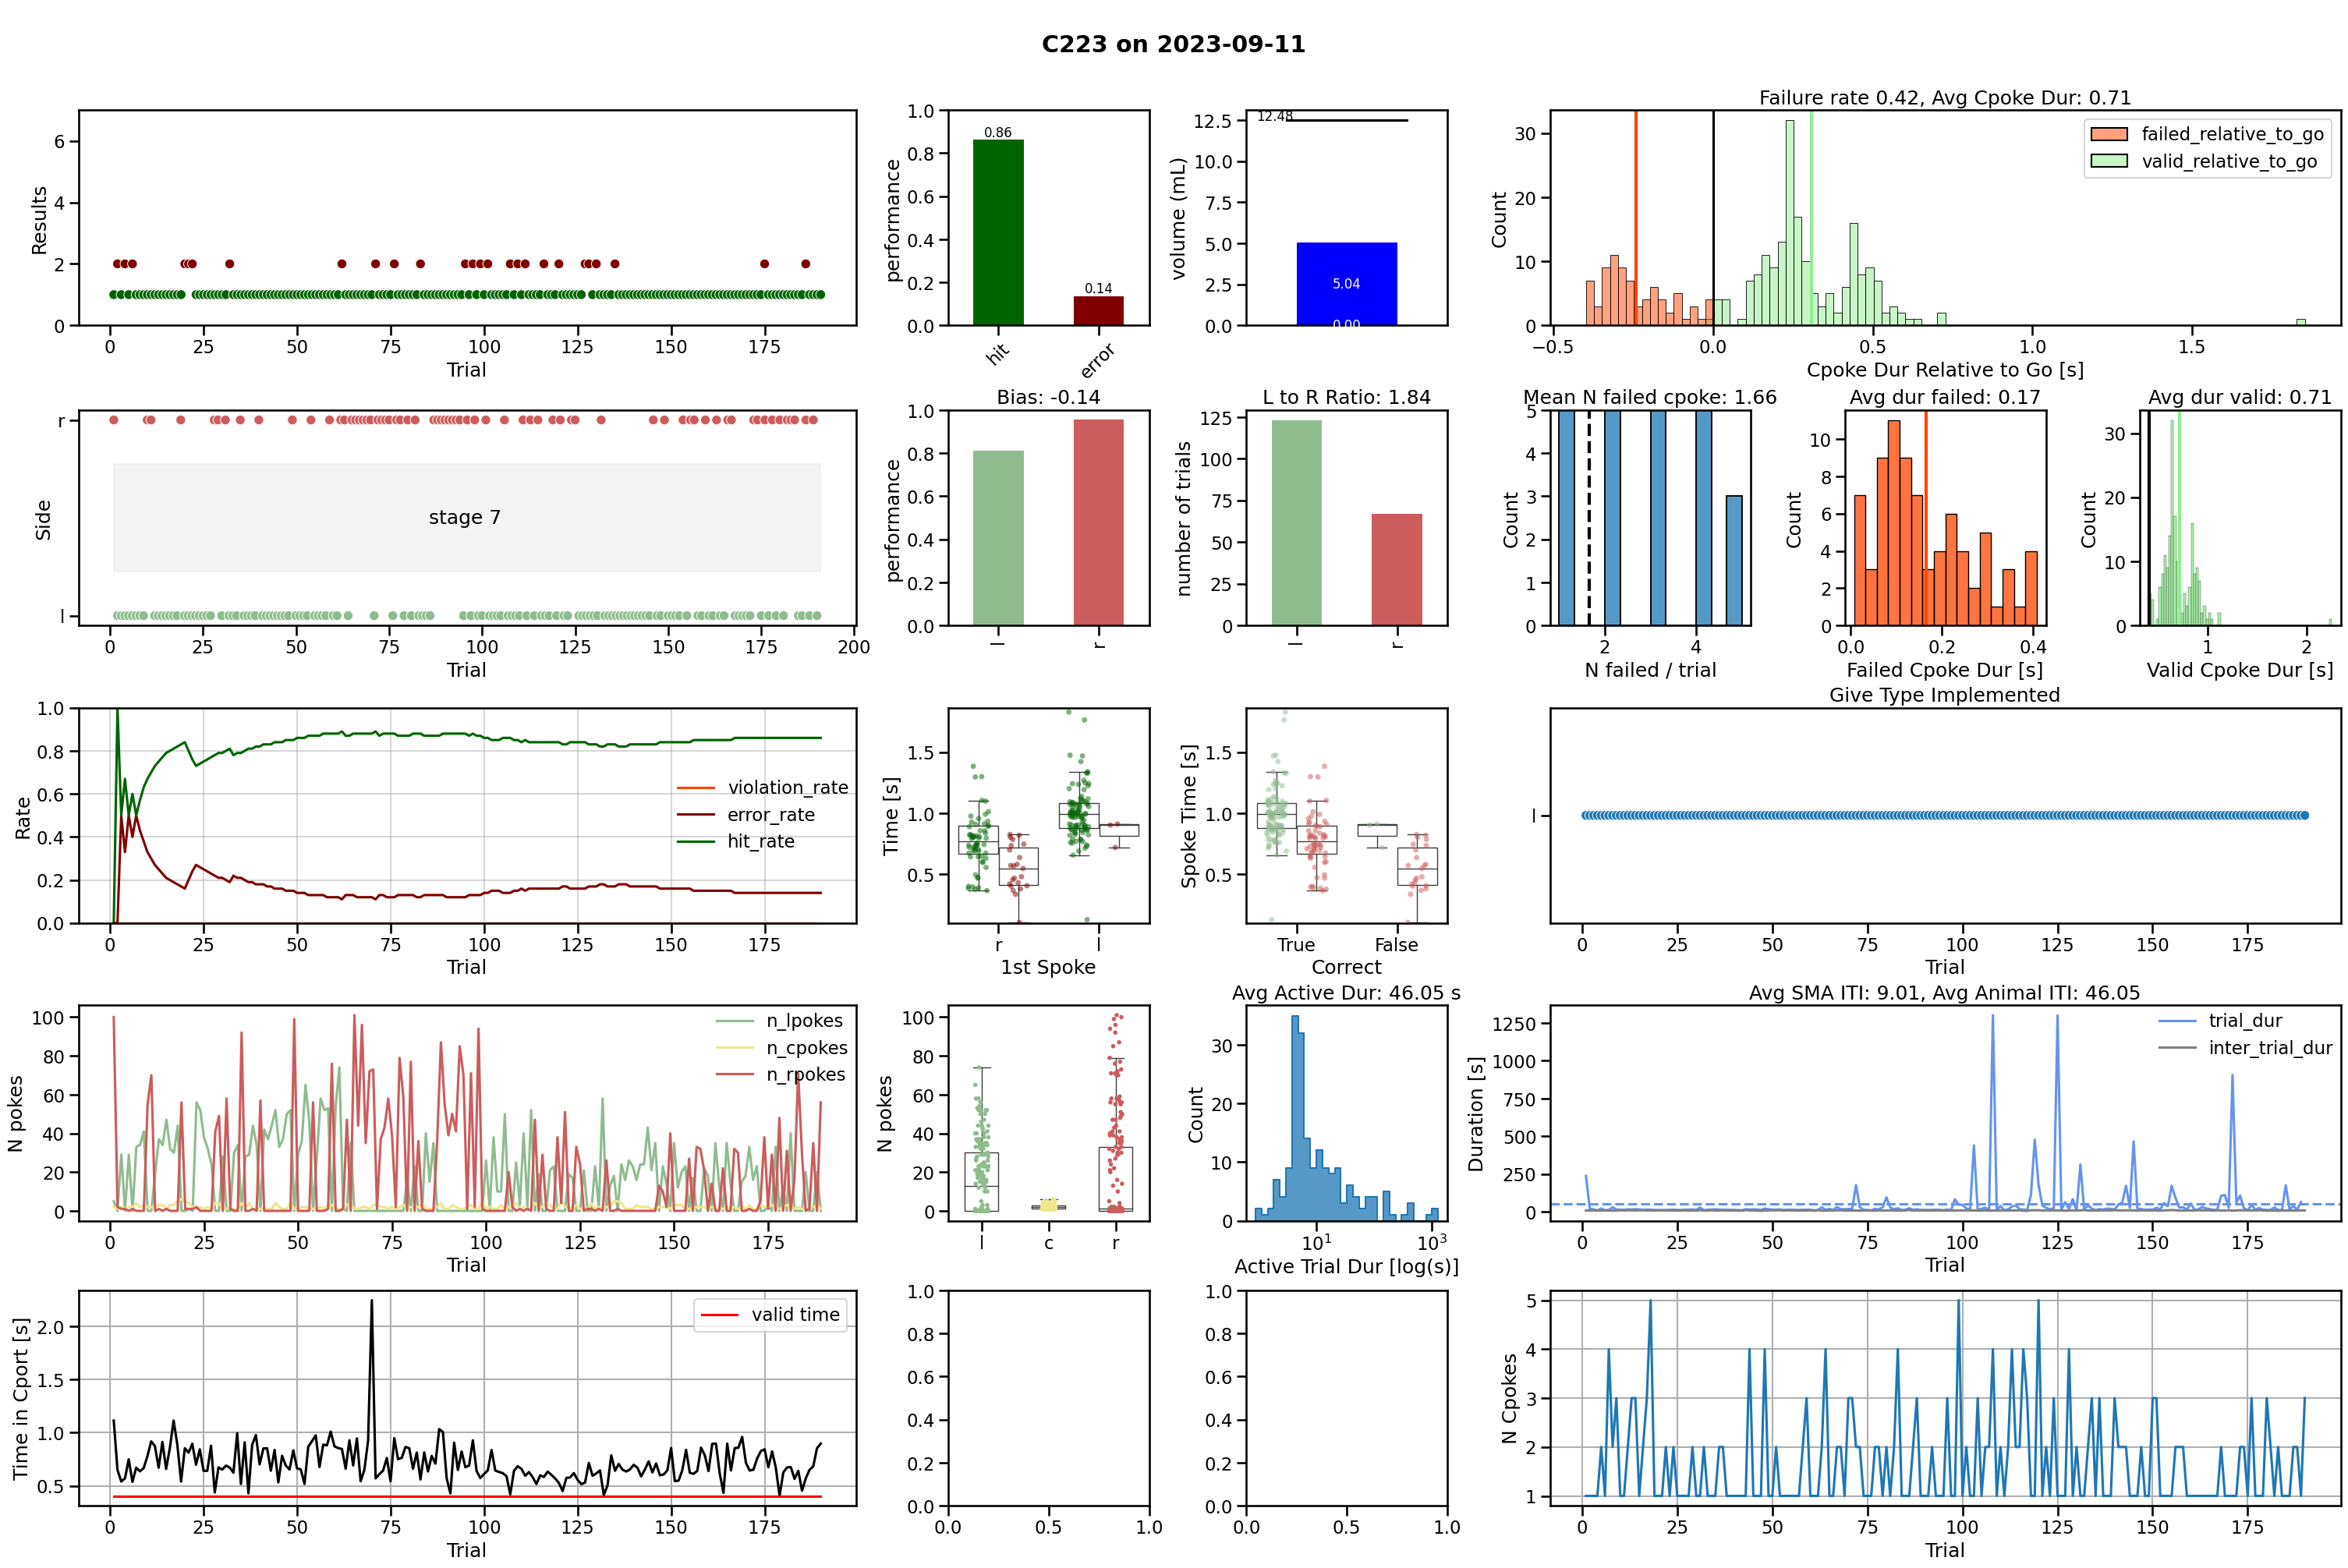 C223 on 2023-09-11
Results
0
2
4
6
0 25 50 75 100 125 150 175
Trial
performance
0.0
0.2
0.4
0.6
0.8
1.0
0.86
0.14
hit
error
volume (mL)
0.0
2.5
5.0
7.5
10.0
12.5
12.48
5.04
0.00
Failure rate 0.42, Avg Cpoke Dur: 0.71
failed_relative_to_go
valid_relative_to_go
Count
0
10
20
30
−0.5 0.0 0.5 1.0 1.5
Cpoke Dur Relative to Go [s]
Side
r
l
stage 7
0 25 50 75 100 125 150 175 200
Trial
Bias: -0.14
performance
0.0
0.2
0.4
0.6
0.8
1.0
l
r
L to R Ratio: 1.84
number of trials
0
25
50
75
100
125
l
r
Mean N failed cpoke: 1.66
Count
0
1
2
3
4
5
2 4
N failed / trial
Avg dur failed: 0.17
Count
0
2
4
6
8
10
0.0 0.2 0.4
Failed Cpoke Dur [s]
Avg dur valid: 0.71
Count
0
10
20
30
1 2
Valid Cpoke Dur [s]
Rate
0.0
0.2
0.4
0.6
0.8
1.0
violation_rate
error_rate
hit_rate
0 25 50 75 100 125 150 175
Trial
Time [s]
0.5
1.0
1.5
r l
1st Spoke
Spoke Time [s]
0.5
1.0
1.5
True False
Correct
Give Type Implemented
l
0 25 50 75 100 125 150 175
Trial
N pokes
0
20
40
60
80
100
n_lpokes
n_cpokes
n_rpokes
0 25 50 75 100 125 150 175
Trial
N pokes
0
20
40
60
80
100
l c r
Avg Active Dur: 46.05 s
Count
0
10
20
30
10¹ 10³
Active Trial Dur [log(s)]
Avg SMA ITI: 9.01, Avg Animal ITI: 46.05
Duration [s]
0
250
500
750
1000
1250
trial_dur
inter_trial_dur
0 25 50 75 100 125 150 175
Trial
Time in Cport [s]
0.5
1.0
1.5
2.0
valid time
0 25 50 75 100 125 150 175
Trial
0.0
0.2
0.4
0.6
0.8
1.0
0.0 0.5 1.0
0.0
0.2
0.4
0.6
0.8
1.0
0.0 0.5 1.0
N Cpokes
1
2
3
4
5
0 25 50 75 100 125 150 175
Trial